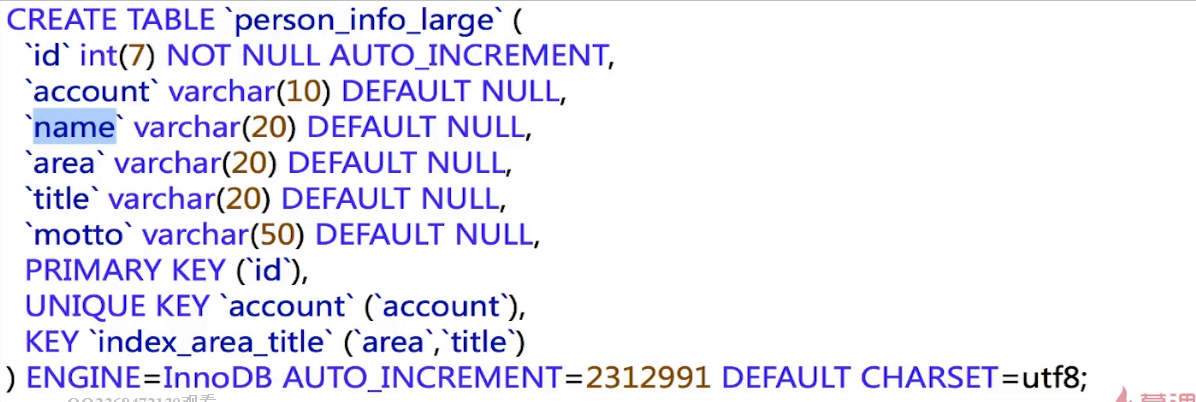 CREATE TABLE `person_info_large` (
`id` int(7) NOT NULL AUTO_INCREMENT,
`account` varchar(10) DEFAULT NULL,
`name` varchar(20) DEFAULT NULL,
`area` varchar(20) DEFAULT NULL,
`title` varchar(20) DEFAULT NULL,
`motto` varchar(50) DEFAULT NULL,
PRIMARY KEY (`id`),
UNIQUE KEY `account` (`account`),
KEY `index_area_title` (`area`,`title`)
) ENGINE=InnoDB AUTO_INCREMENT=2312991 DEFAULT CHARSET=utf8;